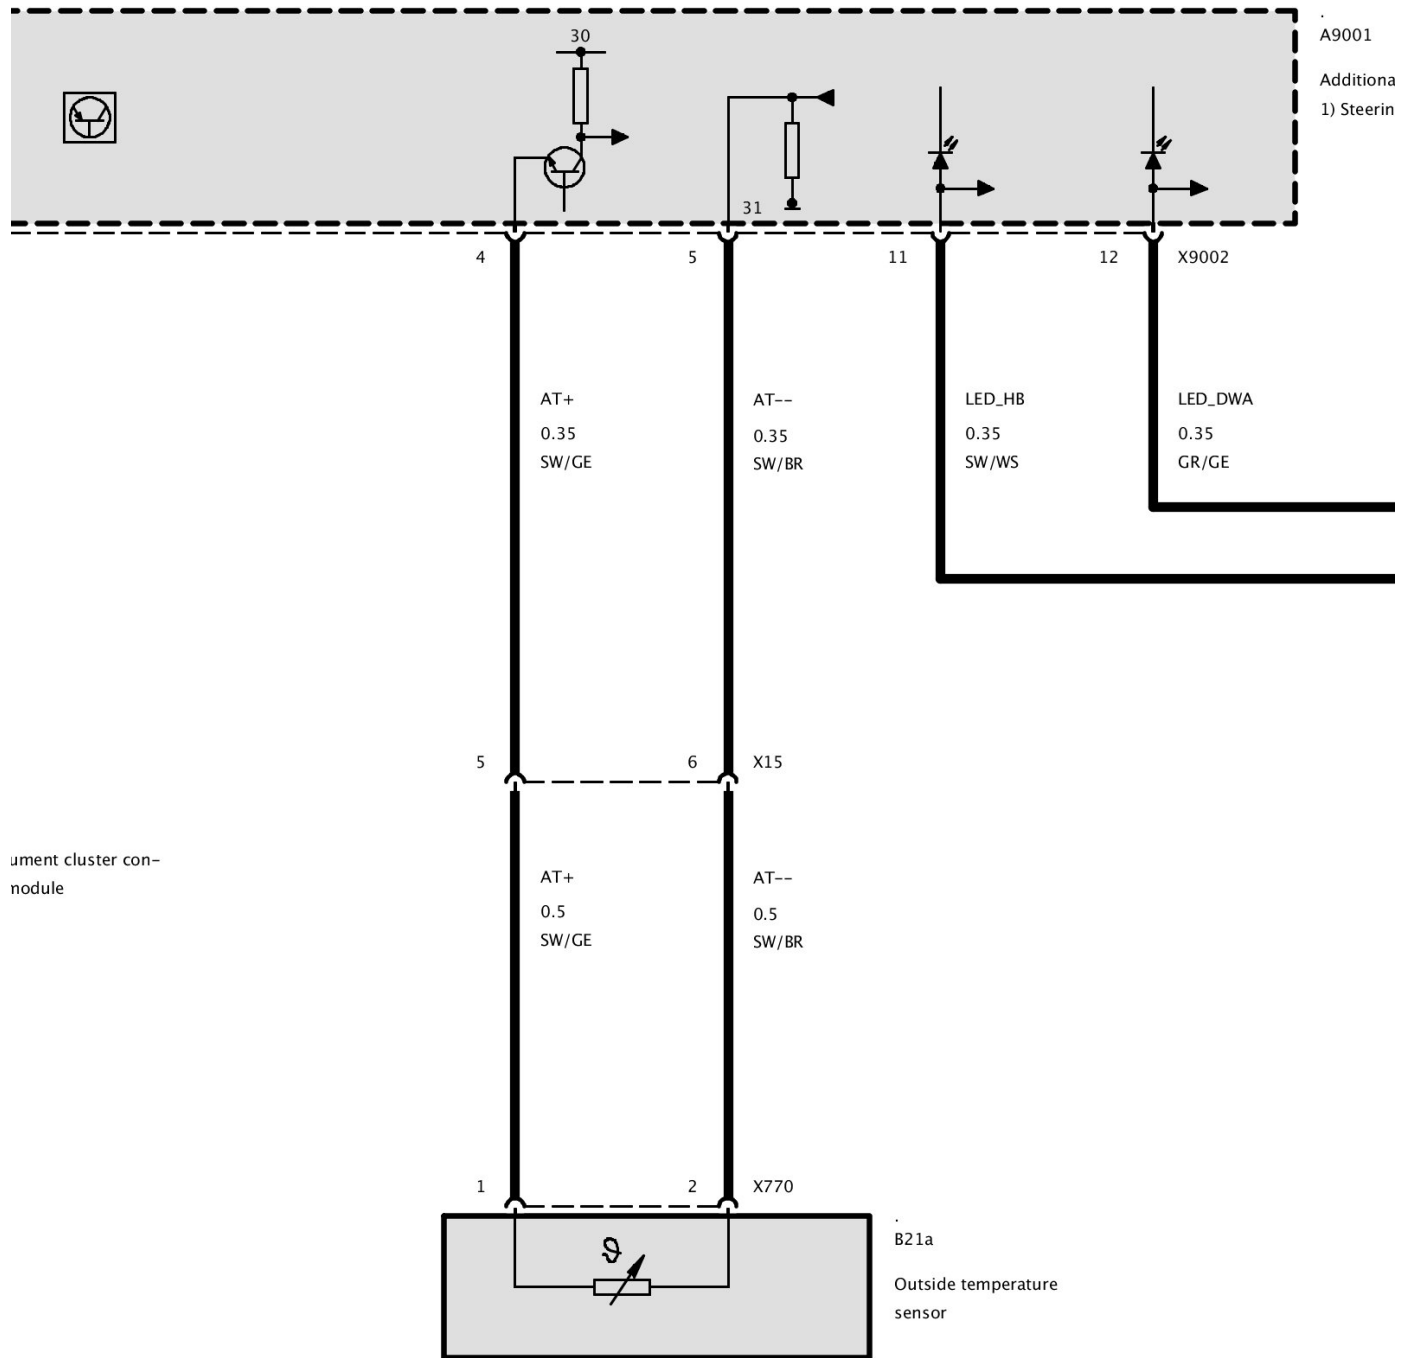 30
A9001
Additiona
1) Steerin
31
4
5
11
12
X9002
AT+
0.35
SW/GE
AT--
0.35
SW/BR
LED_HB
0.35
SW/WS
LED_DWA
0.35
GR/GE
5
6
X15
ument cluster con-
module
AT+
0.5
SW/GE
AT--
0.5
SW/BR
1
2
X770
ϑ
B21a
Outside temperature
sensor